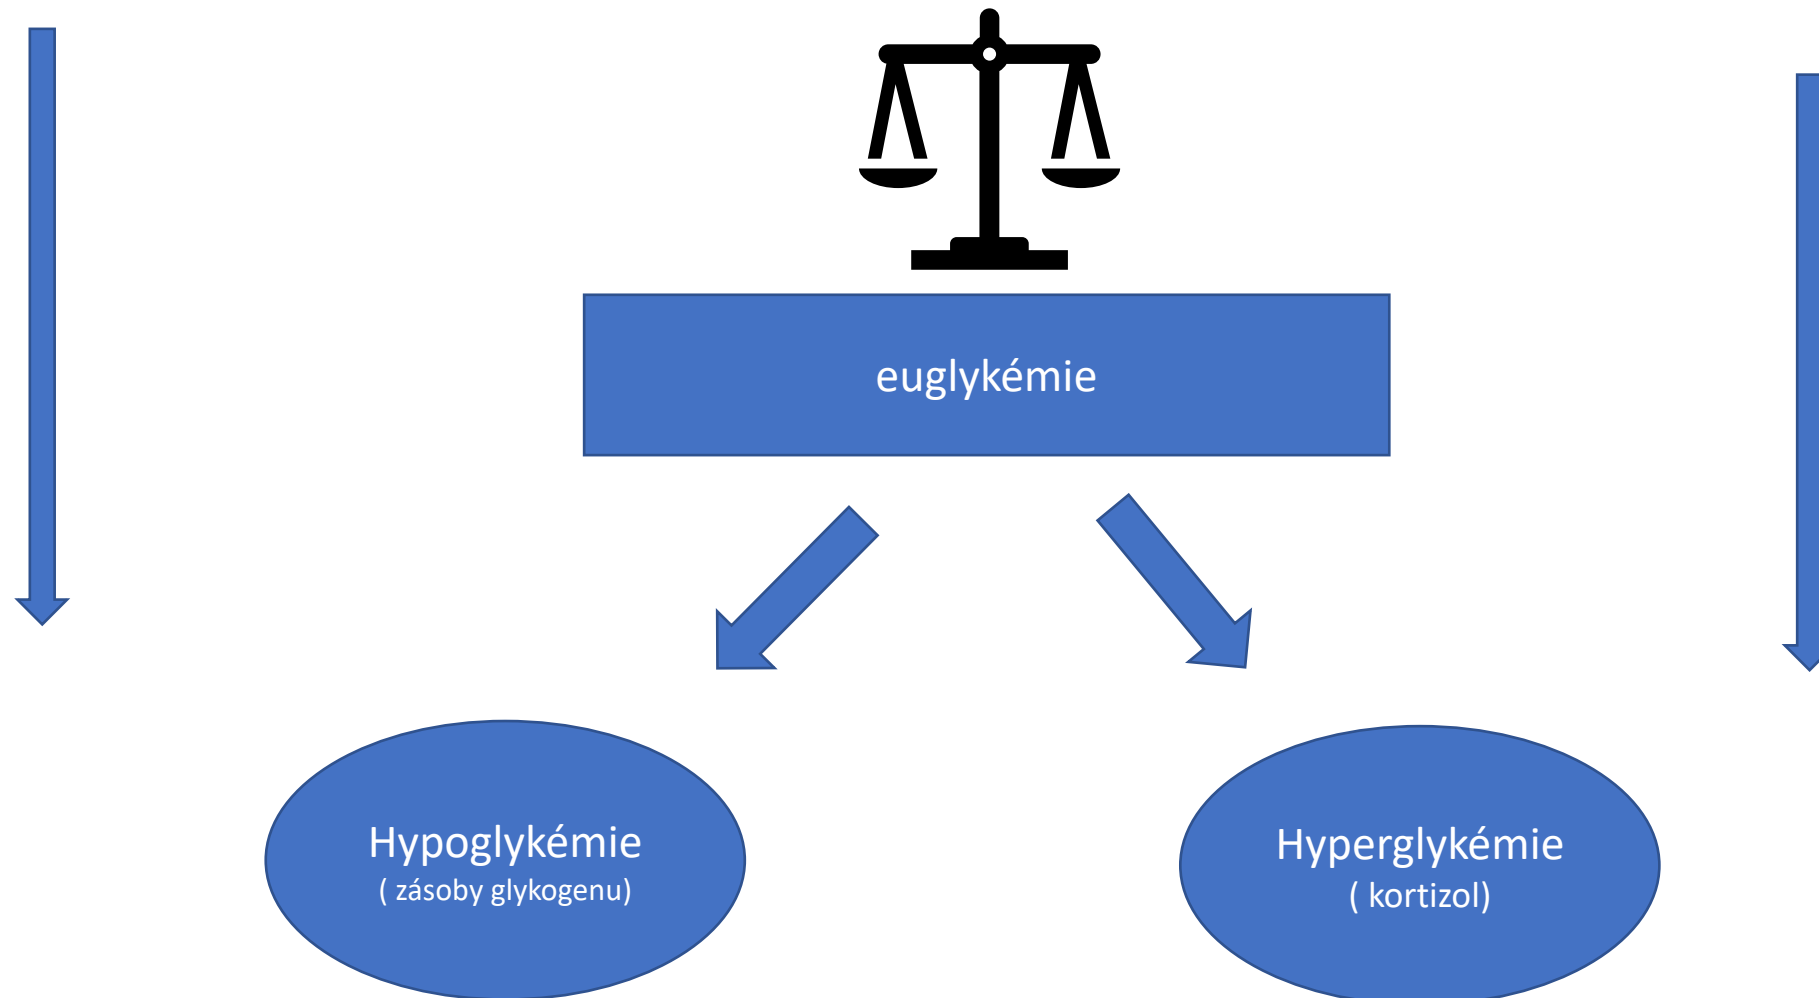 euglykémie
Hypoglykémie
( zásoby glykogenu)
Hyperglykémie
( kortizol)